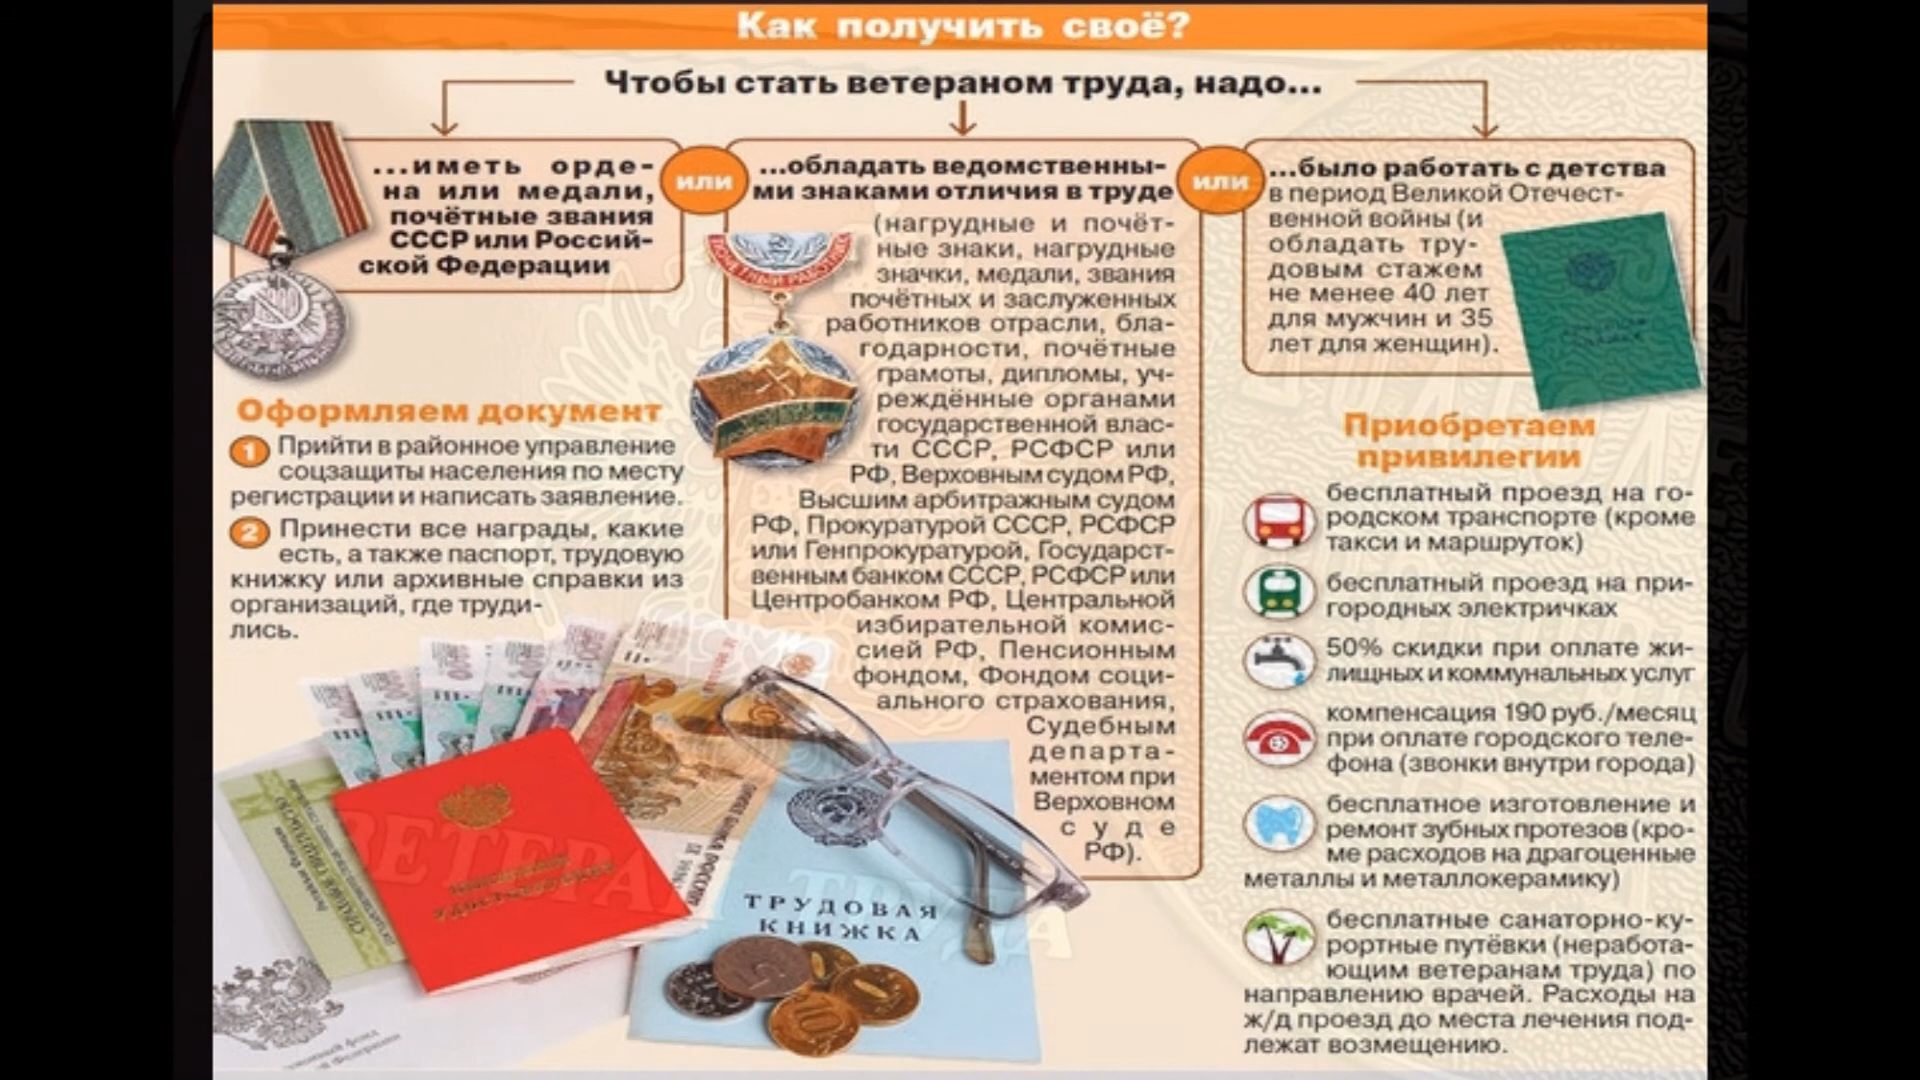 Как получить своё?
Чтобы стать ветераном труда, надо...
...иметь орде-
на или медали,
почётные звания
СССР или Россий-
ской Федерации
или
...обладать ведомственны-
ми знаками отличия в труде
(нагрудные и почёт-
ные знаки, нагрудные
значки, медали, звания
почётных и заслуженных
работников отрасли, бла-
годарности, почётные
грамоты, дипломы, уч-
реждённые органами
государственной влас-
ти СССР, РСФСР или
РФ, Верховным судом РФ,
Высшим арбитражным судом
РФ, Прокуратурой СССР, РСФСР
или Генпрокуратурой, Государст-
венным банком СССР, РСФСР или
Центробанком РФ, Центральной
избирательной комис-
сией РФ, Пенсионным
фондом, Фондом соци-
ального страхования,
Судебным
департа-
ментом при
Верховном
суде
РФ).
или
...было работать с детства
в период Великой Отечест-
венной войны (и
обладать тру-
довым стажем
не менее 40 лет
для мужчин и 35
лет для женщин).
Оформляем документ
1 Прийти в районное управление
соцзащиты населения по месту
регистрации и написать заявление.
2 Принести все награды, какие
есть, а также паспорт, трудовую
книжку или архивные справки из
организаций, где труди-
лись.
Приобретаем
привилегии
бесплатный проезд на го-
родском транспорте (кроме
такси и маршруток)
бесплатный проезд на при-
городных электричках
50% скидки при оплате жи-
лищных и коммунальных услуг
компенсация 190 руб./месяц
при оплате городского теле-
фона (звонки внутри города)
бесплатное изготовление и
ремонт зубных протезов (кро-
ме расходов на драгоценные
металлы и металлокерамику)
бесплатные санаторно-ку-
рортные путёвки (неработа-
ющим ветеранам труда) по
направлению врачей. Расходы на
ж/д проезд до места лечения под-
лежат возмещению.
ВЕТЕРАН ТРУДА
ТРУДОВАЯ
КНИЖКА
10